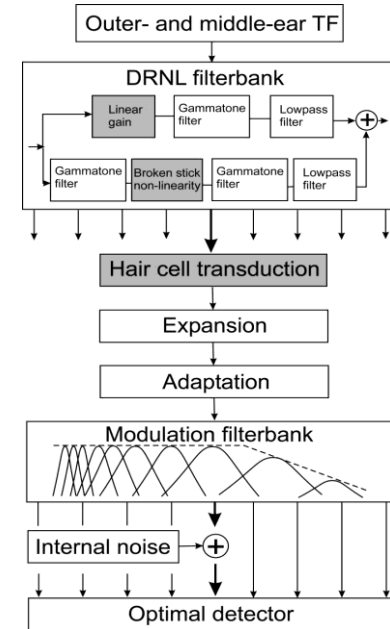 Outer- and middle-ear TF
DRNL filterbank
Linear
gain
Gammatone
filter
Lowpass
filter
+
Gammatone
filter
Broken stick
non-linearity
Gammatone
filter
Lowpass
filter
Hair cell transduction
Expansion
Adaptation
Modulation filterbank
Internal noise
+
Optimal detector